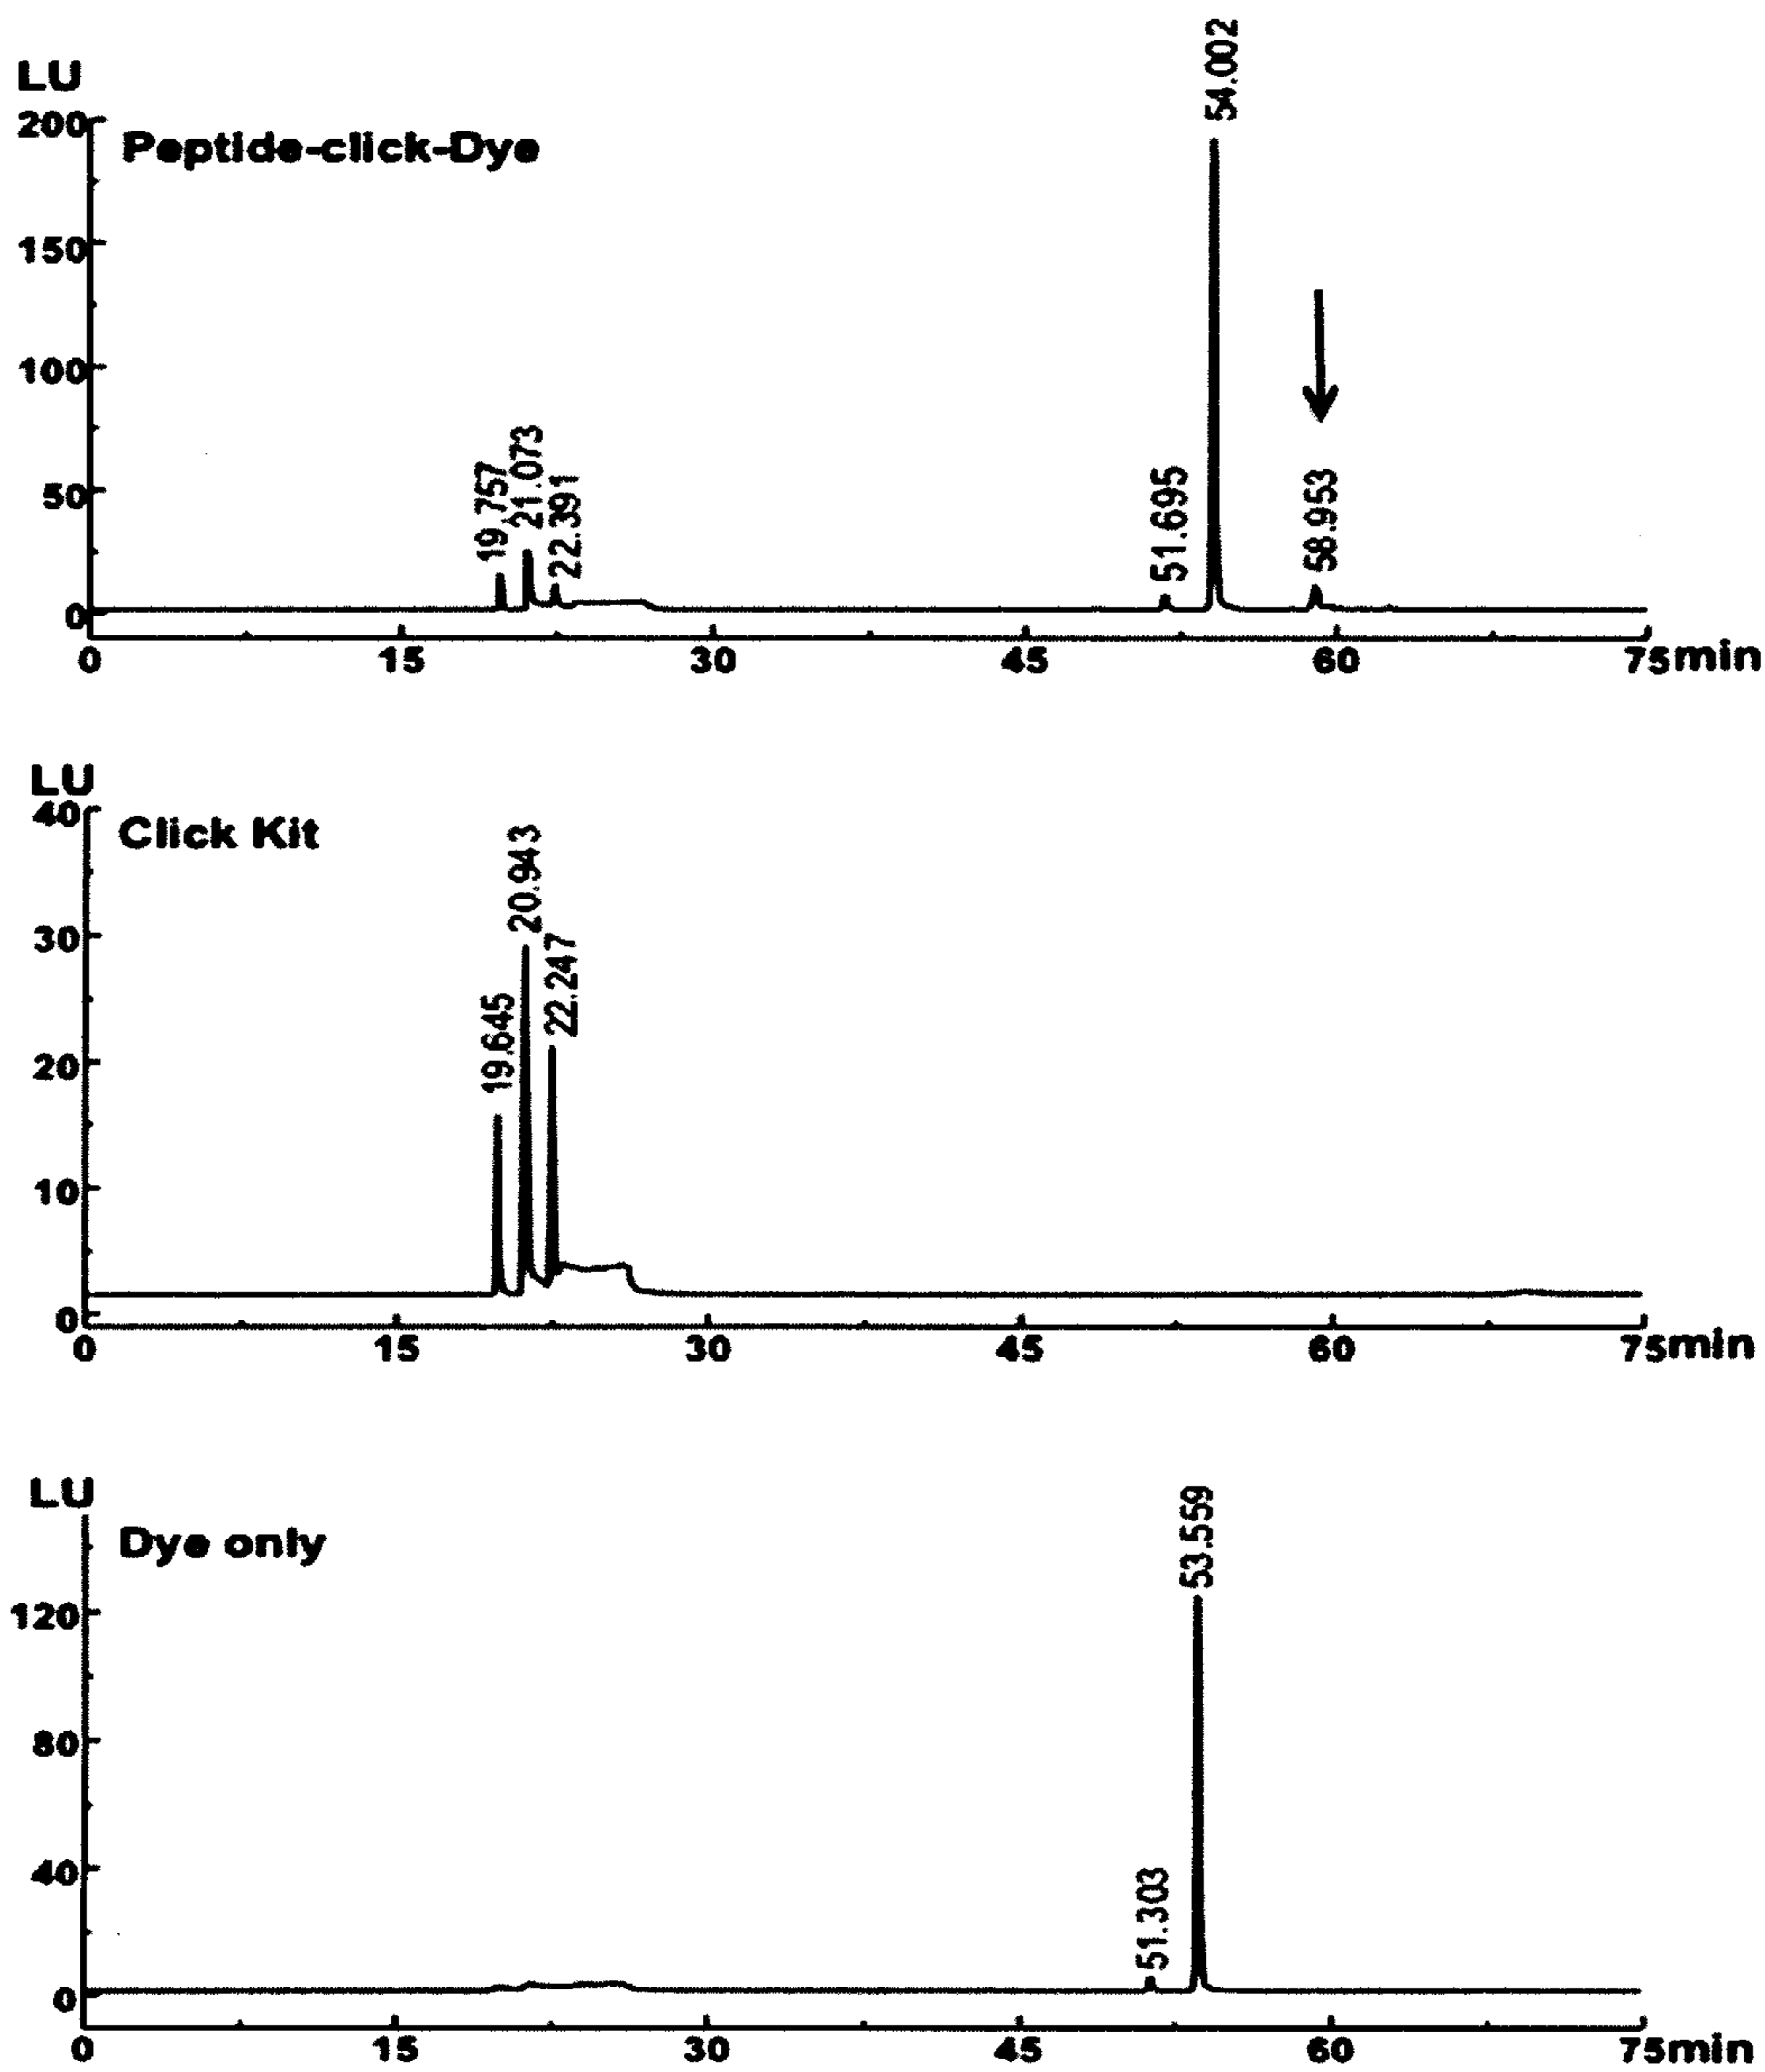 LU
200
Peptide-click-Dye
54.002
150
100
50
19.757
21.073
22.391
51.695
58.953
0
0 15 30 45 60 75min
LU
40
Click Kit
20.943
30
22.247
19.645
20
10
0
0 15 30 45 60 75min
LU
Dye only
53.559
120
80
40
51.303
0
0 15 30 45 60 75min